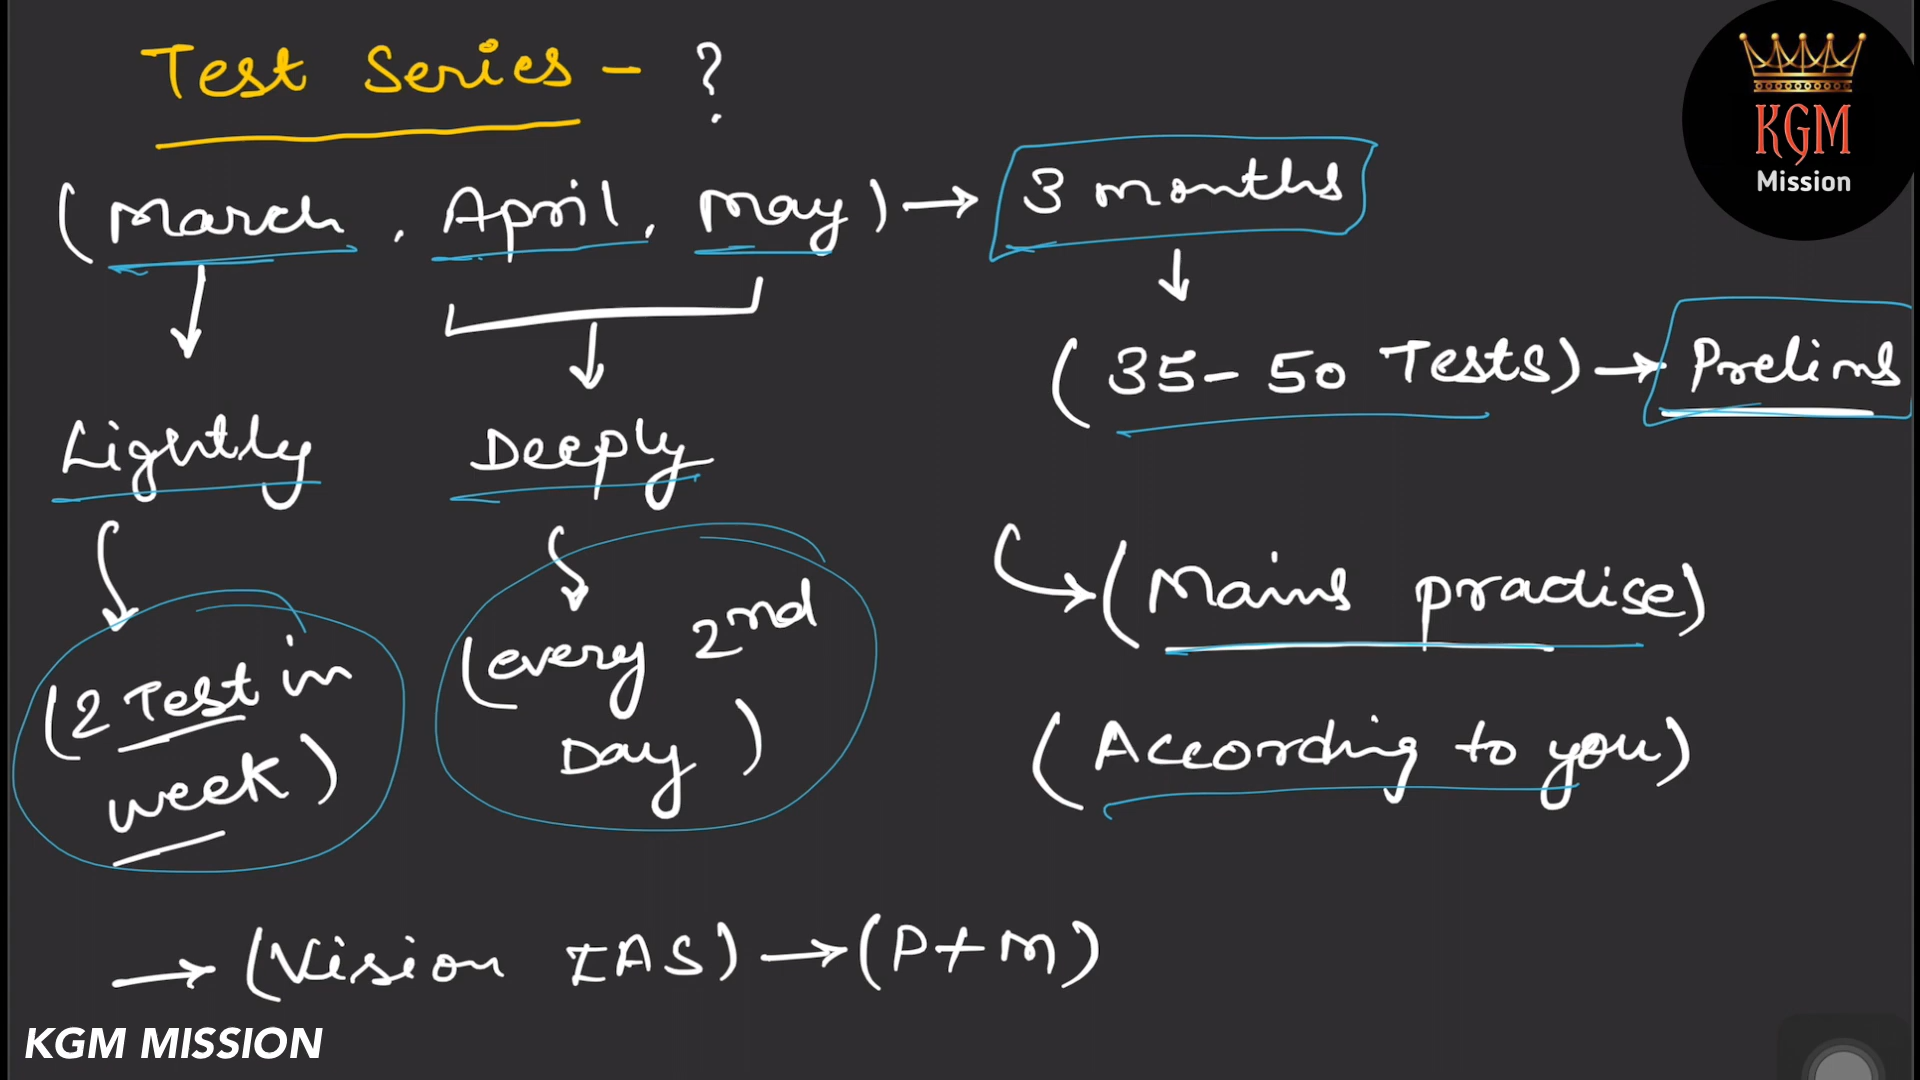 Test Series - ?
KGM
Mission
(March, April, May) → 3 months
(35-50 Tests) → Prelims
Lightly
Deeply
(Mains practise)
(2 Test in
week)
(every 2nd
Day)
(According to you)
→ (Vision IAS) → (P+M)
KGM MISSION